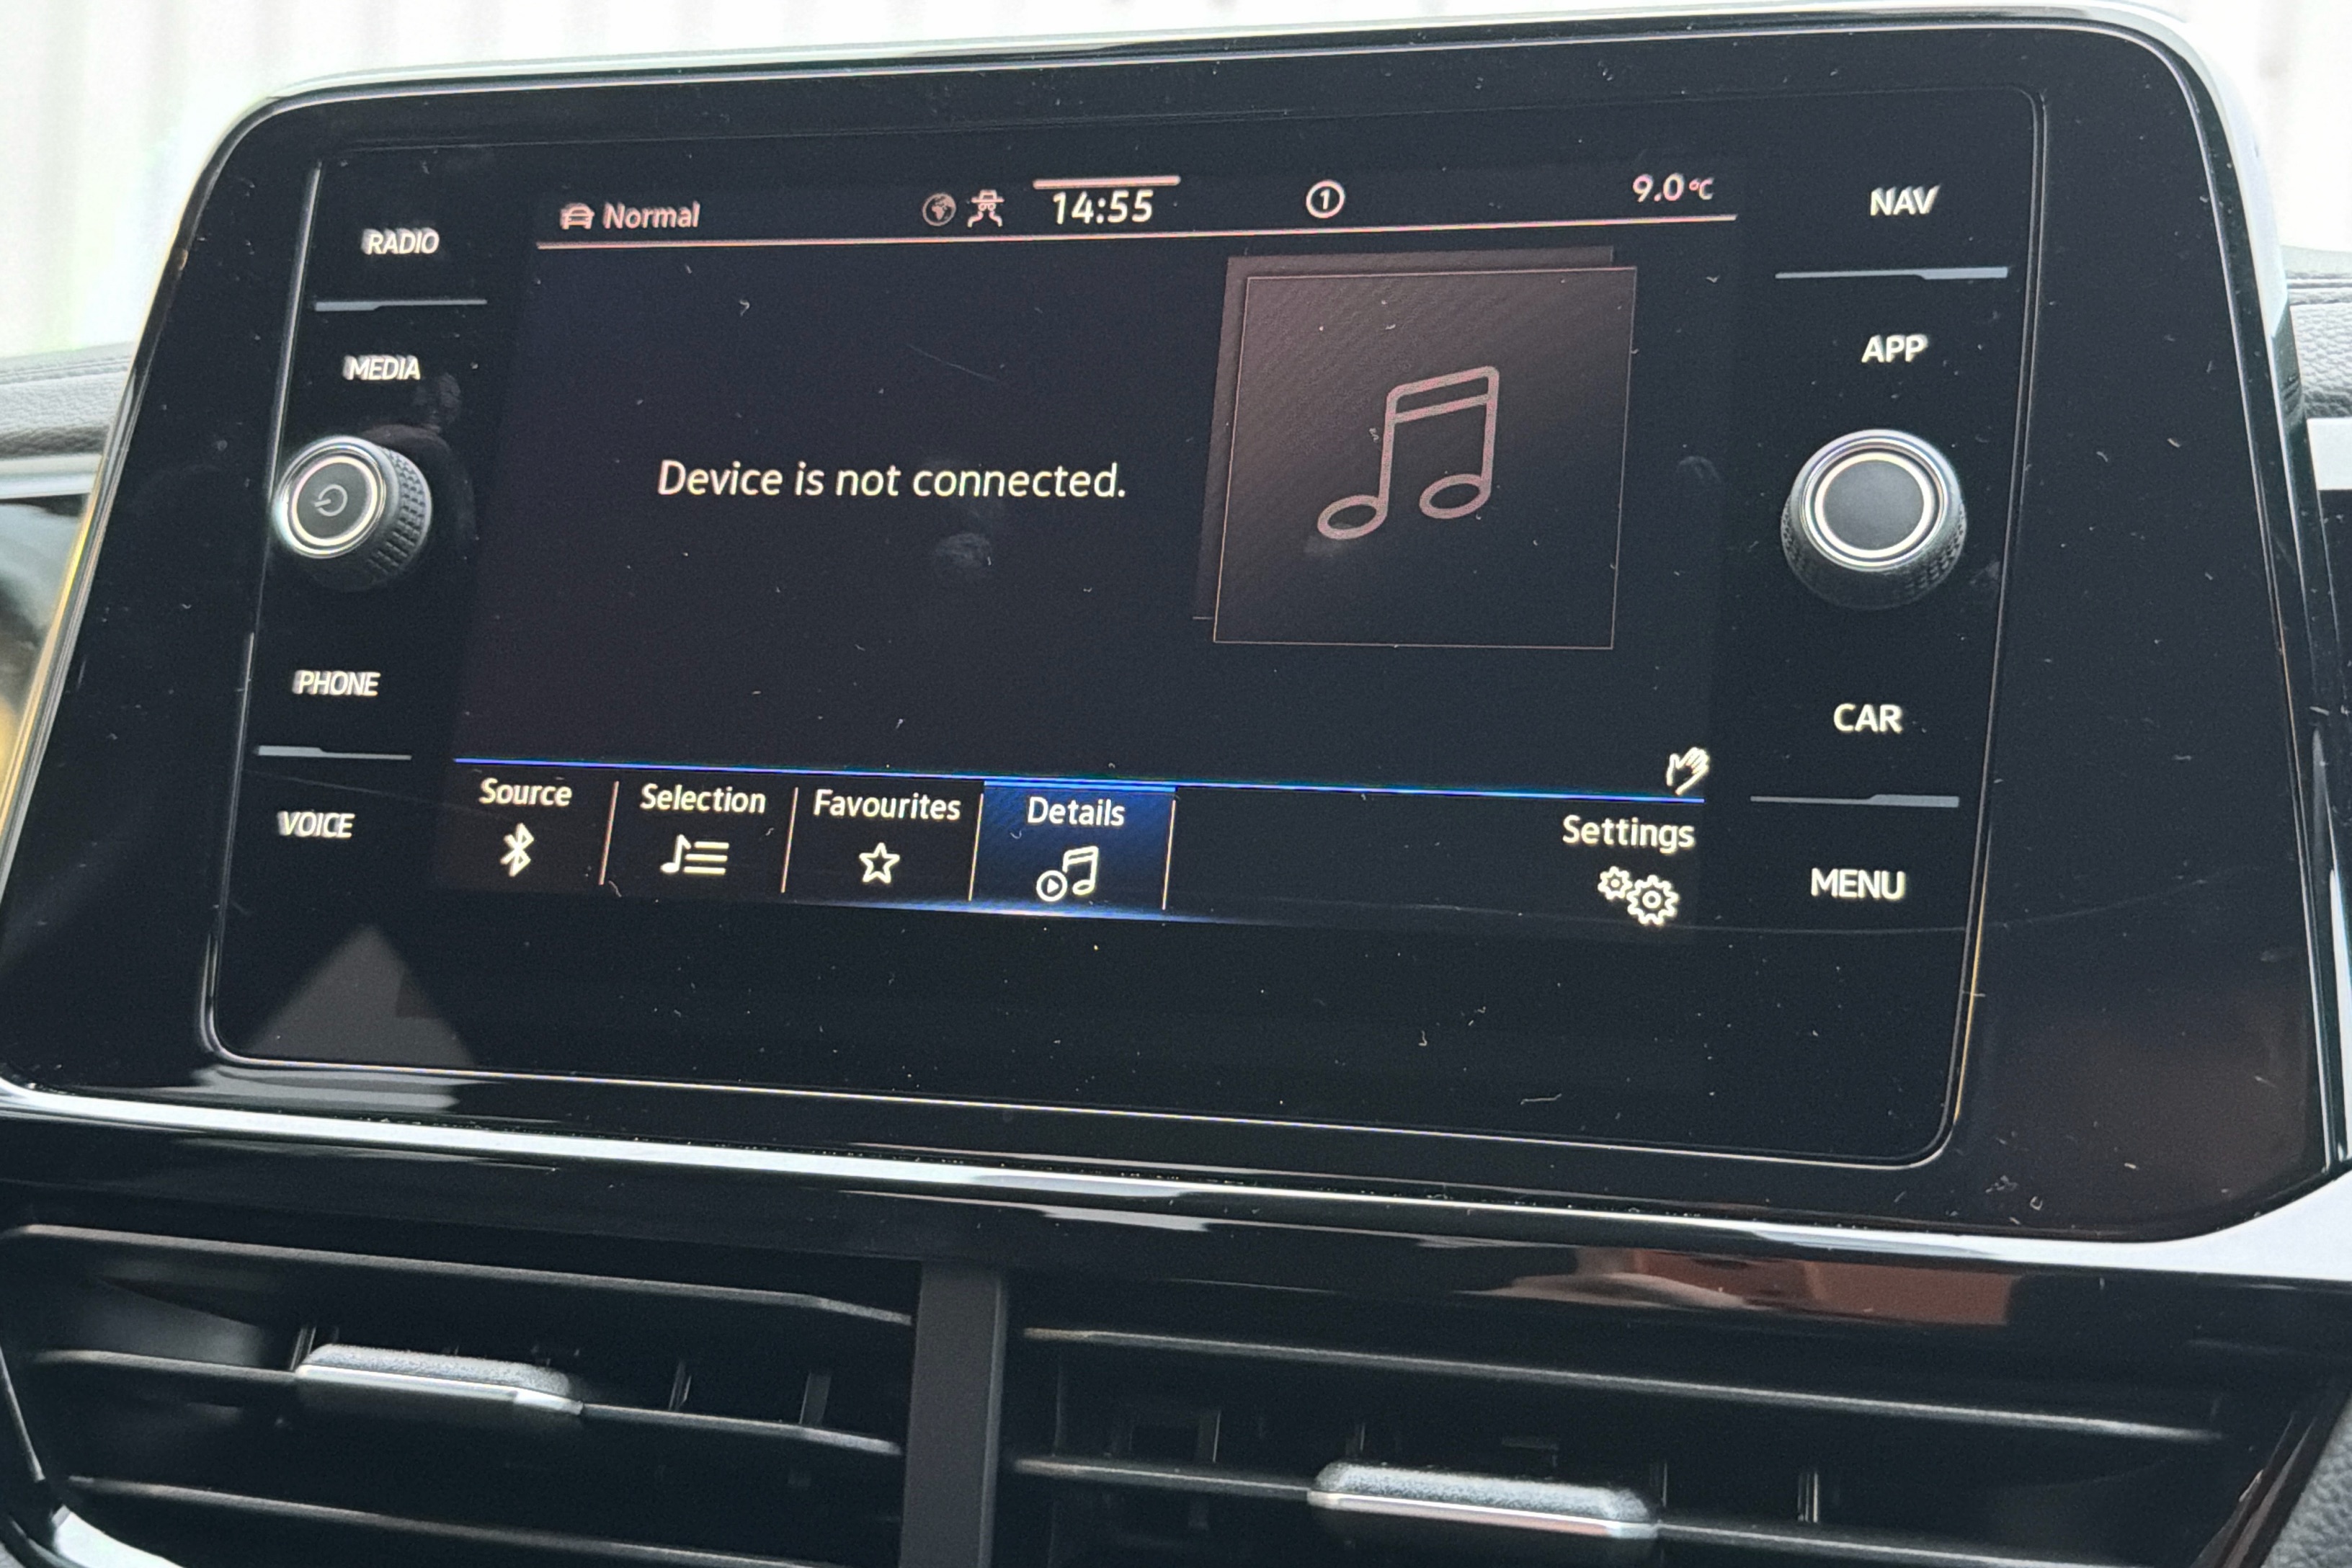 RADIO
MEDIA
PHONE
VOICE
Normal
14:55
1
9.0°C
Device is not connected.
Source
Selection
Favourites
Details
Settings
NAV
APP
CAR
MENU